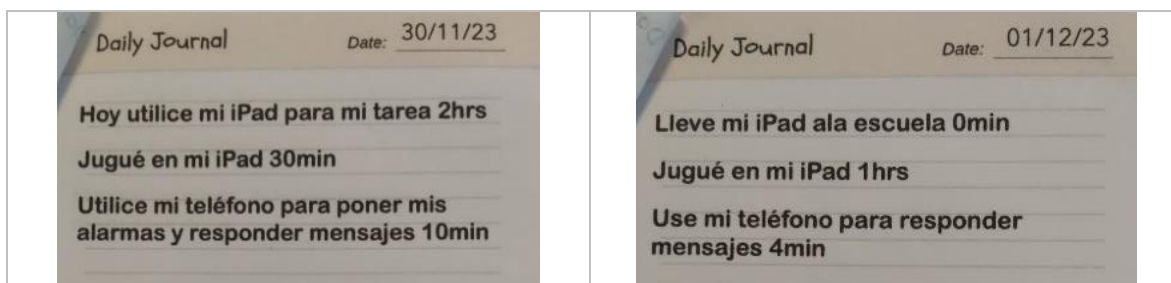 Daily Journal Date: 30/11/23
Hoy utilice mi iPad para mi tarea 2hrs
Jugué en mi iPad 30min
Utilice mi teléfono para poner mis
alarmas y responder mensajes 10min
Daily Journal Date: 01/12/23
Lleve mi iPad ala escuela 0min
Jugué en mi iPad 1hrs
Use mi teléfono para responder
mensajes 4min